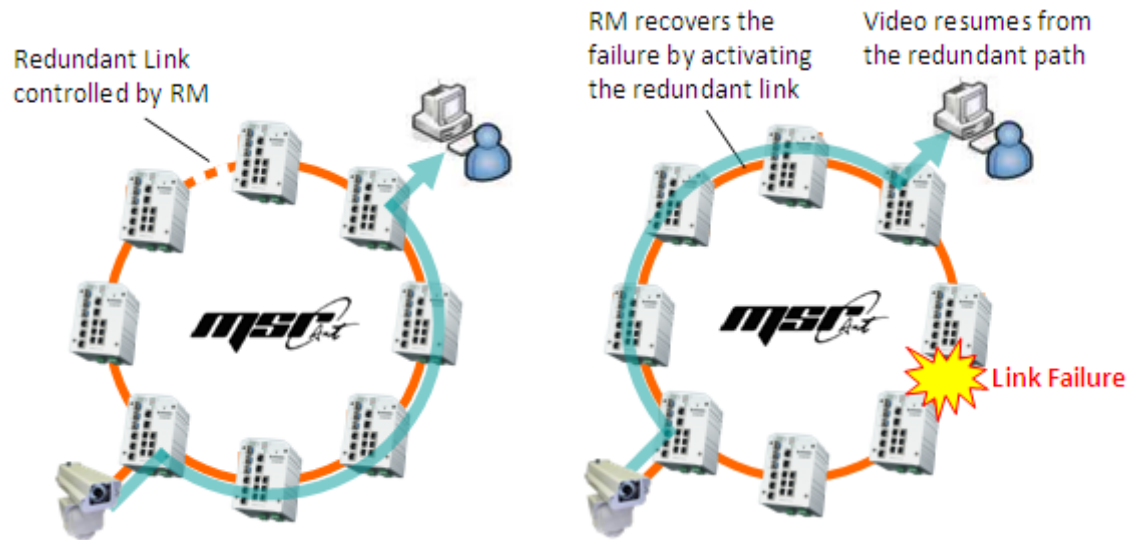 Redundant Link
controlled by RM
msr
RM recovers the
failure by activating
the redundant link
Video resumes from
the redundant path
msr
Link Failure